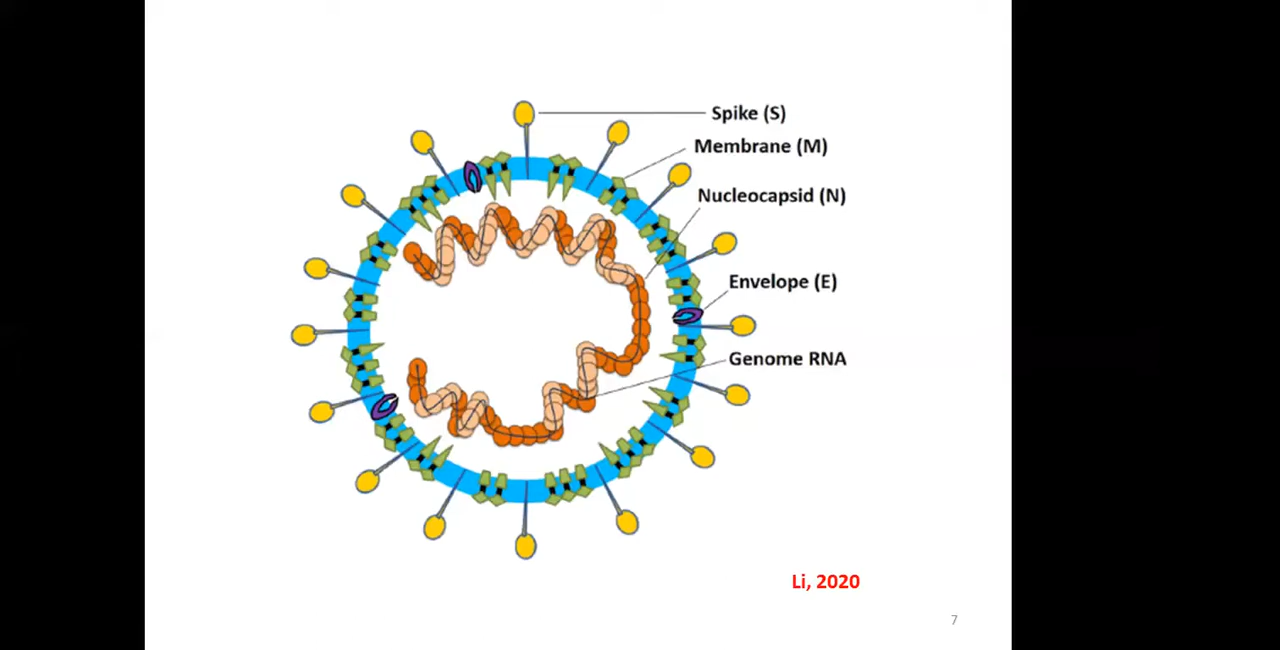 Spike (S)
Membrane (M)
Nucleocapsid (N)
Envelope (E)
Genome RNA
Li, 2020
7